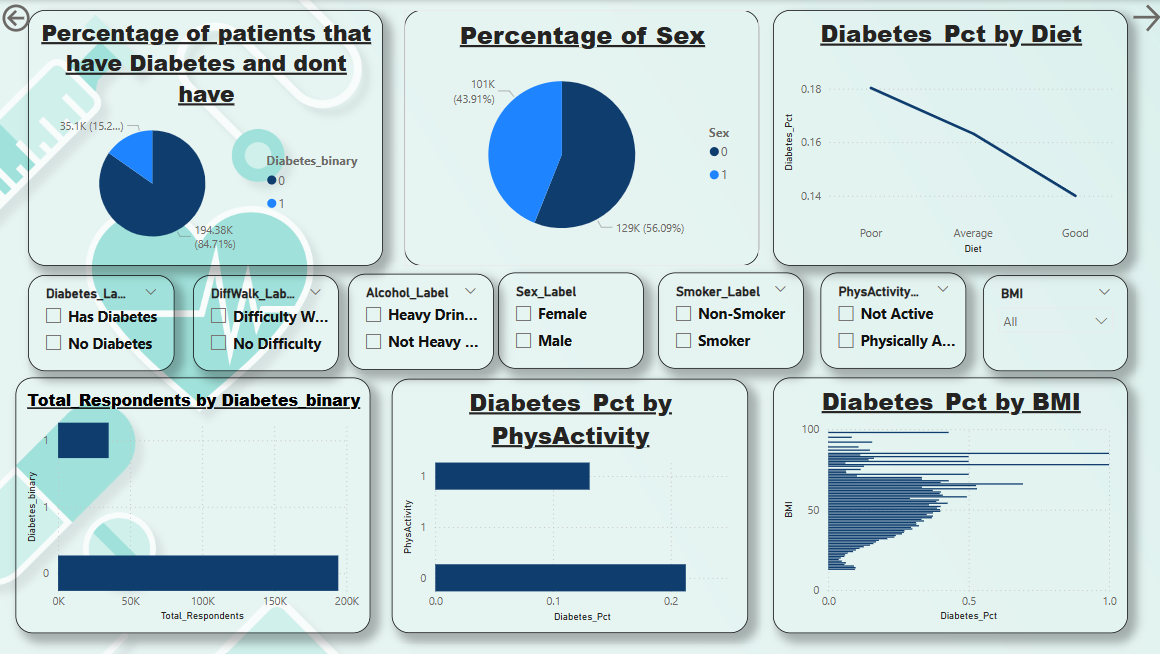 Percentage of patients that
have Diabetes and dont
have
35.1K (15.2...)
Diabetes_binary
0
1
194.38K
(84.71%)
Percentage of Sex
101K
(43.91%)
Sex
0
1
129K (56.09%)
Diabetes_Pct by Diet
Diabetes_Pct
0.18
0.16
0.14
Poor
Average
Good
Diet
Diabetes_La...
Has Diabetes
No Diabetes
DiffWalk_Lab...
Difficulty W...
No Difficulty
Alcohol_Label
Heavy Drin...
Not Heavy ...
Sex_Label
Female
Male
Smoker_Label
Non-Smoker
Smoker
PhysActivity...
Not Active
Physically A...
BMI
All
Total_Respondents by Diabetes_binary
Diabetes_binary
1
1
0
0K
50K
100K
150K
200K
Total_Respondents
Diabetes_Pct by
PhysActivity
PhysActivity
1
1
0
0.0
0.1
0.2
Diabetes_Pct
Diabetes_Pct by BMI
BMI
100
50
0
0.0
0.5
1.0
Diabetes_Pct